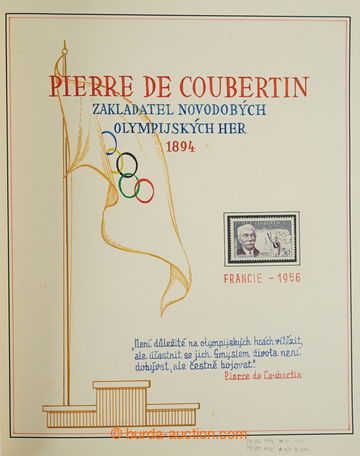 PIERRE DE COUBERTIN
ZAKLADATEL NOVODOBÝCH
OLYMPIJSKÝCH HER
1894
FRANCIE - 1956
"Není důležité na olympijských hrách vítězit,
ale účastnit se jich. Smyslem života není
dobývat, ale čestně bojovat."
Pierre de Coubertin
burda-auction.com